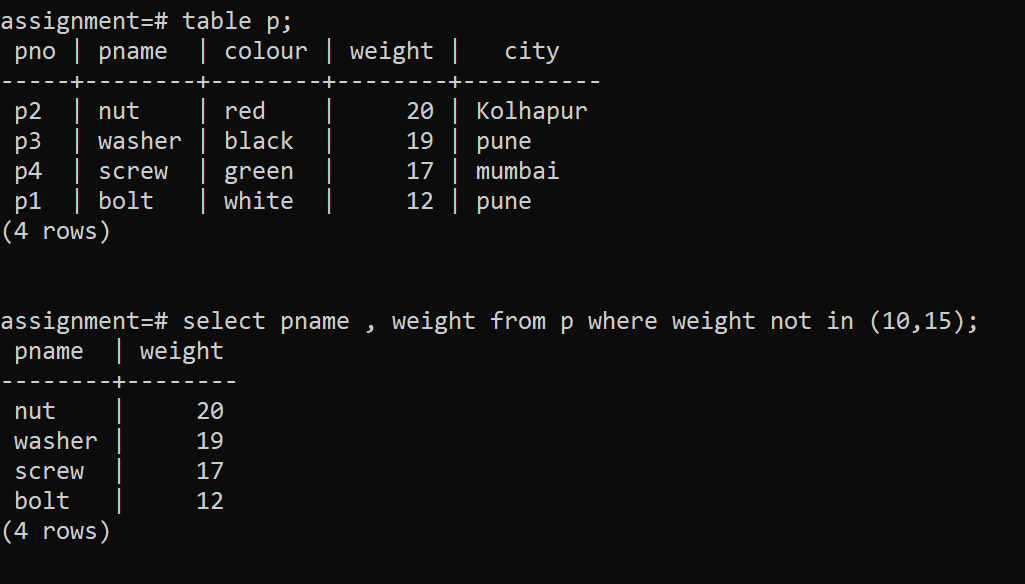 assignment=# table p;
 pno | pname  | colour | weight |   city
-----+--------+--------+--------+----------
 p2  | nut    | red    |     20 | Kolhapur
 p3  | washer | black  |     19 | pune
 p4  | screw  | green  |     17 | mumbai
 p1  | bolt   | white  |     12 | pune
(4 rows)
assignment=# select pname , weight from p where weight not in (10,15);
 pname  | weight
--------+--------
 nut    |     20
 washer |     19
 screw  |     17
 bolt   |     12
(4 rows)